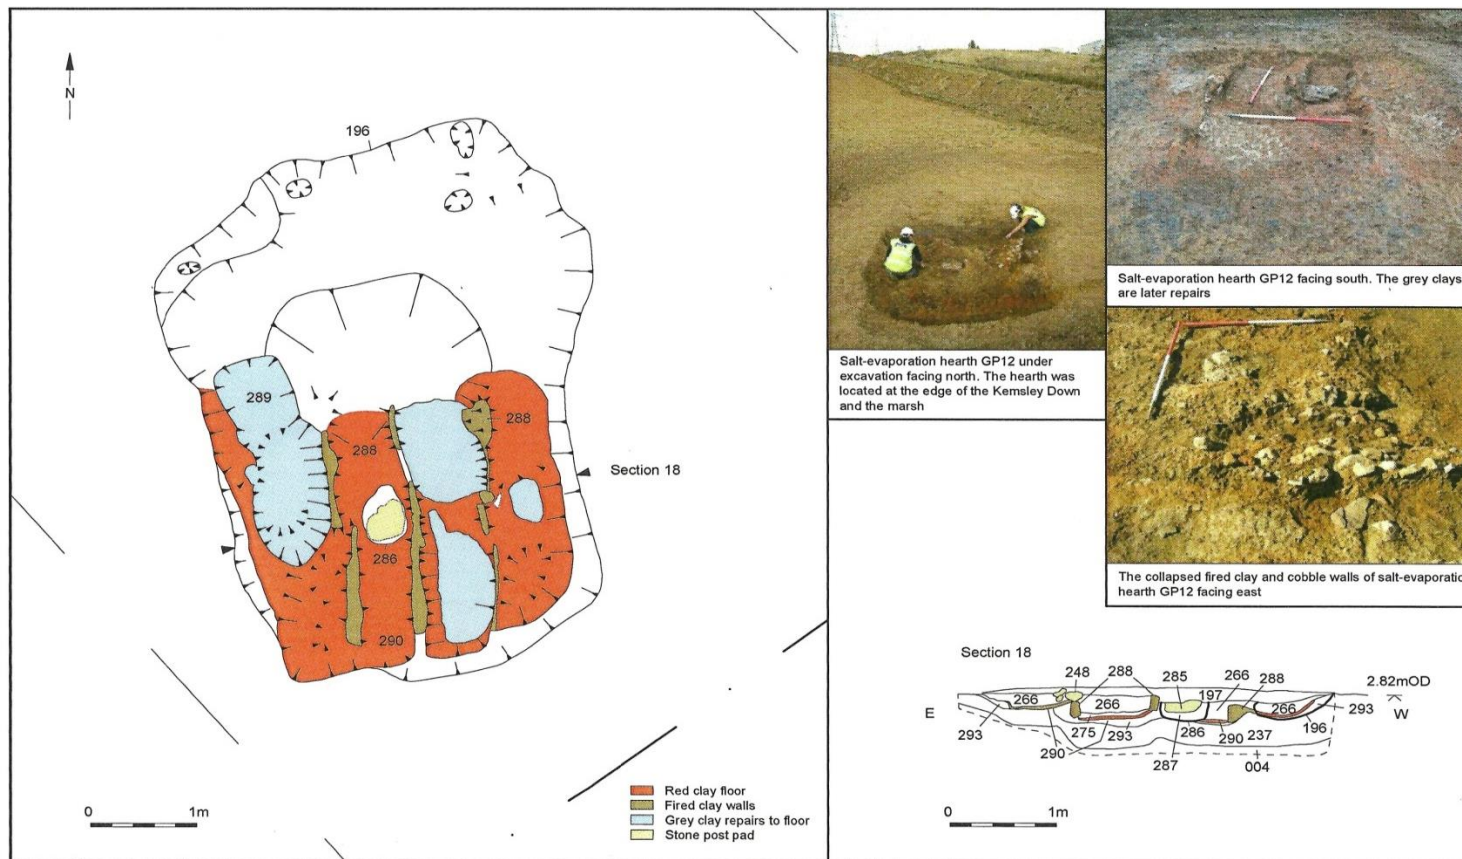 N
196
289
288
288
Section 18
286
290
0 1m
Red clay floor
Fired clay walls
Grey clay repairs to floor
Stone post pad
Salt-evaporation hearth GP12 under
excavation facing north. The hearth was
located at the edge of the Kemsley Down
and the marsh
Salt-evaporation hearth GP12 facing south. The grey clays
are later repairs
The collapsed fired clay and cobble walls of salt-evaporatio
hearth GP12 facing east
Section 18
248 288 285 266 288 2.82mOD
266 266 197 266 293
E W
293 275 293 286 290 237 196
290 287 004
0 1m